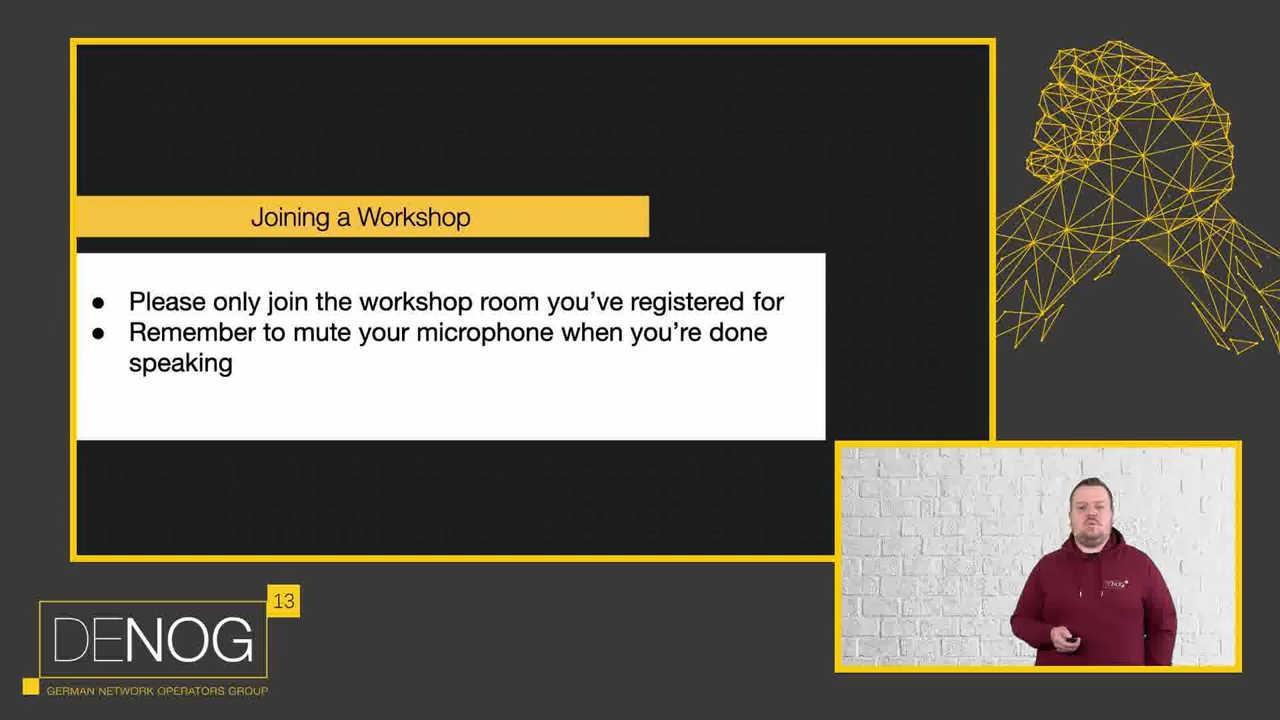 Joining a Workshop
● Please only join the workshop room you’ve registered for
● Remember to mute your microphone when you’re done
speaking
13
DENOG
GERMAN NETWORK OPERATORS GROUP
DENOG